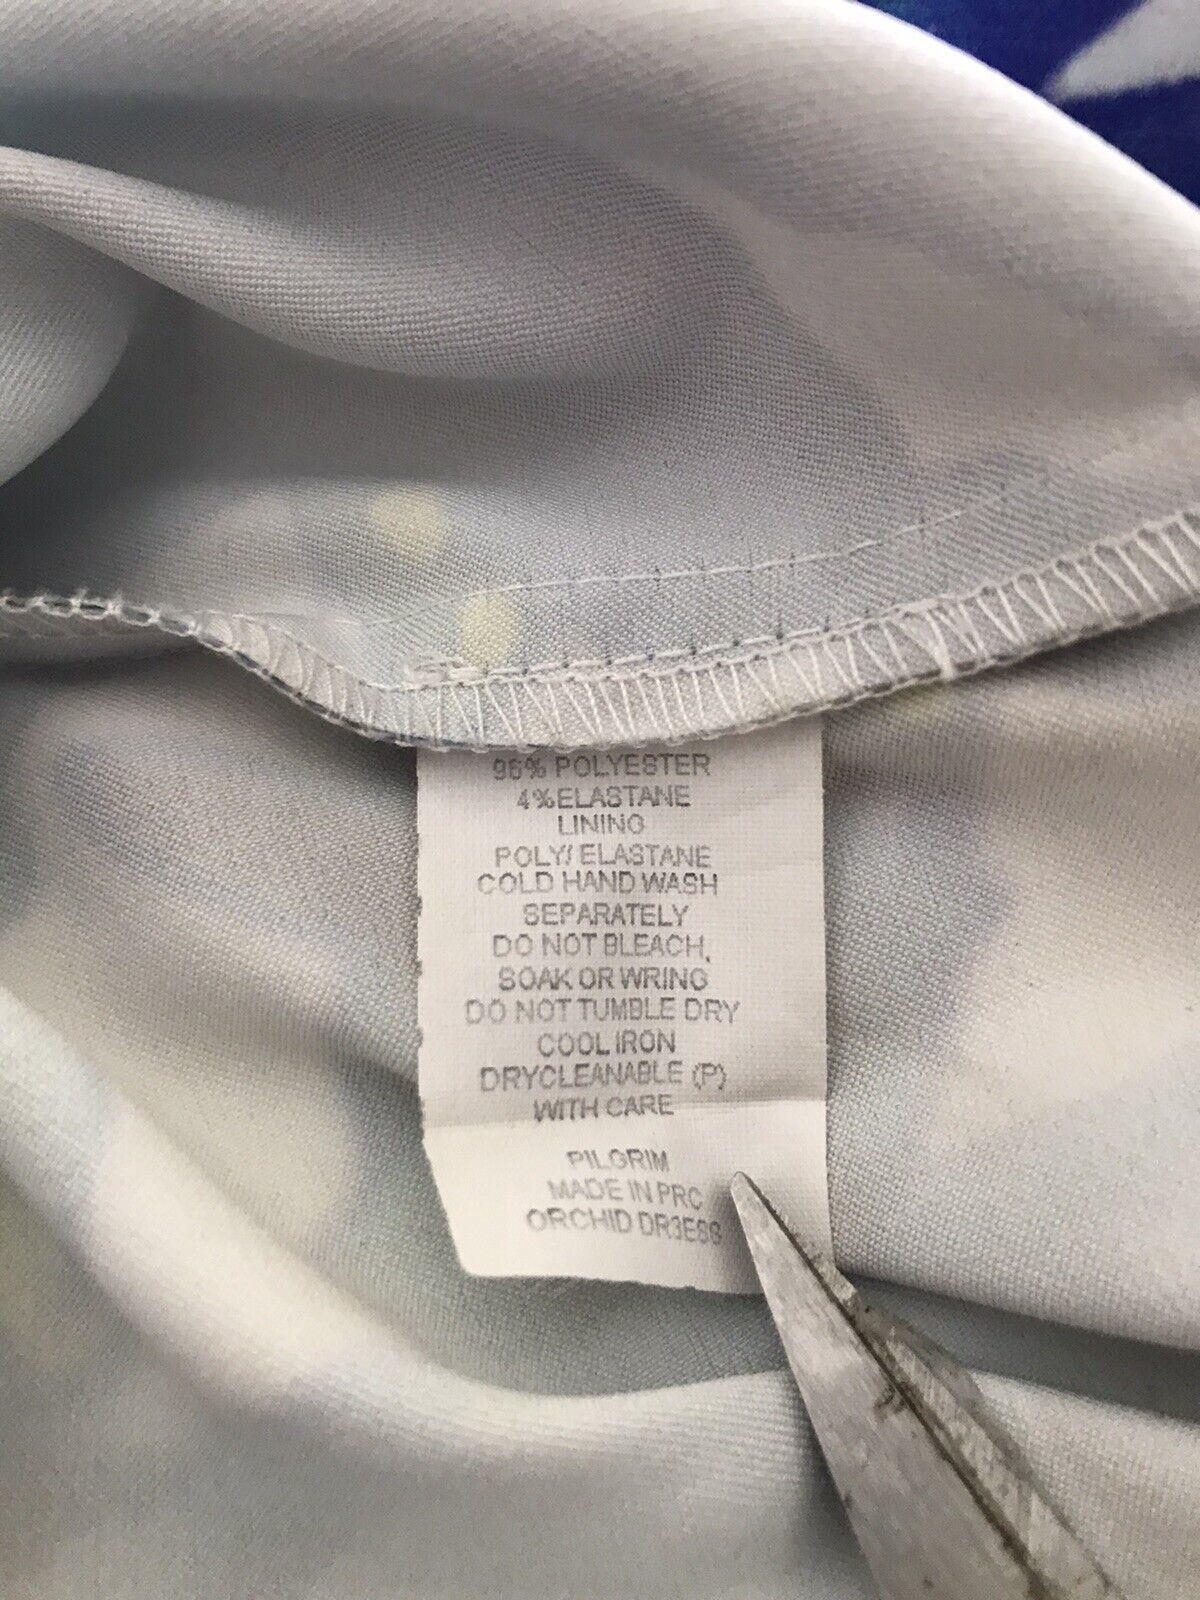 96% POLYESTER
4%ELASTANE
LINING
POLY/ ELASTANE
COLD HAND WASH
SEPARATELY
DO NOT BLEACH,
SOAK OR WRING
DO NOT TUMBLE DRY
COOL IRON
DRYCLEANABLE (P)
WITH CARE
PILGRIM
MADE IN PRC
ORCHID DR3ESS